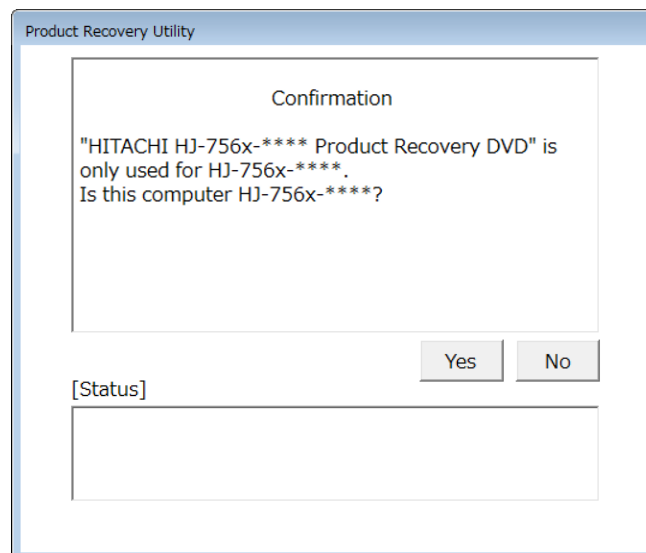 Product Recovery Utility
Confirmation
"HITACHI HJ-756x-**** Product Recovery DVD" is
only used for HJ-756x-****.
Is this computer HJ-756x-****?
Yes
No
[Status]